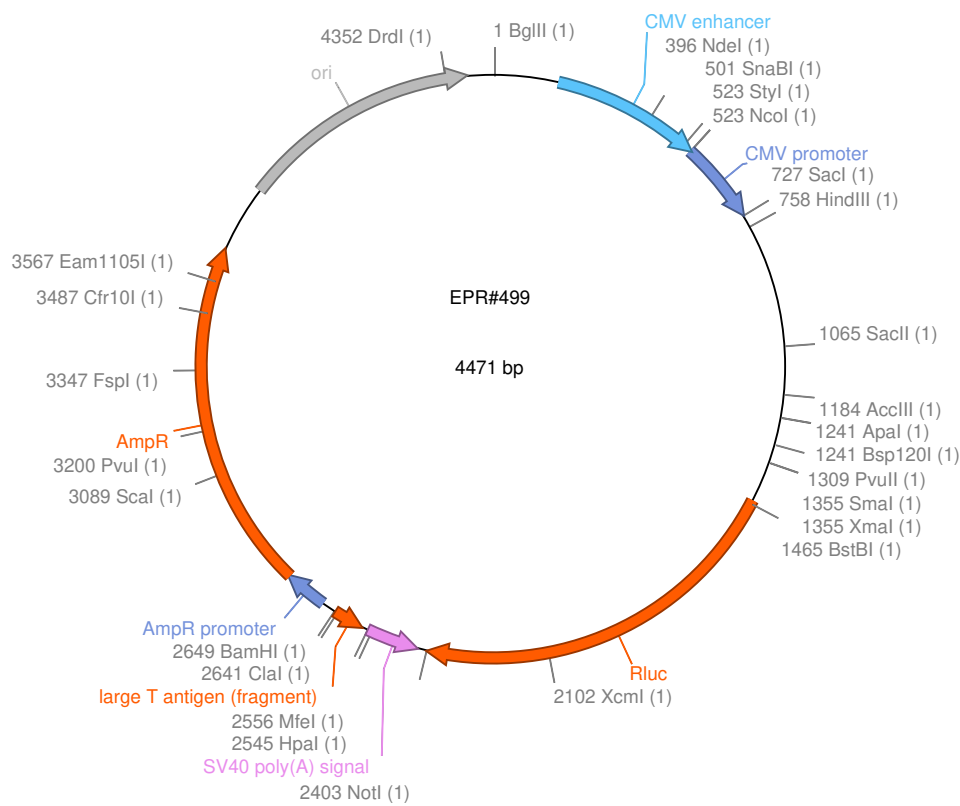 CMV enhancer
4352 DrdI (1)
1 BglII (1)
396 NdeI (1)
501 SnaBI (1)
523 StyI (1)
523 NcoI (1)
ori
CMV promoter
727 SacI (1)
758 HindIII (1)
3567 Eam1105I (1)
3487 Cfr10I (1)
EPR#499
1065 SacII (1)
4471 bp
3347 FspI (1)
1184 AccIII (1)
1241 ApaI (1)
AmpR
1241 Bsp120I (1)
3200 PvuI (1)
1309 PvuII (1)
3089 ScaI (1)
1355 SmaI (1)
1355 XmaI (1)
1465 BstBI (1)
AmpR promoter
2649 BamHI (1)
2641 ClaI (1)
Rluc
large T antigen (fragment)
2102 XcmI (1)
2556 MfeI (1)
2545 HpaI (1)
SV40 poly(A) signal
2403 NotI (1)